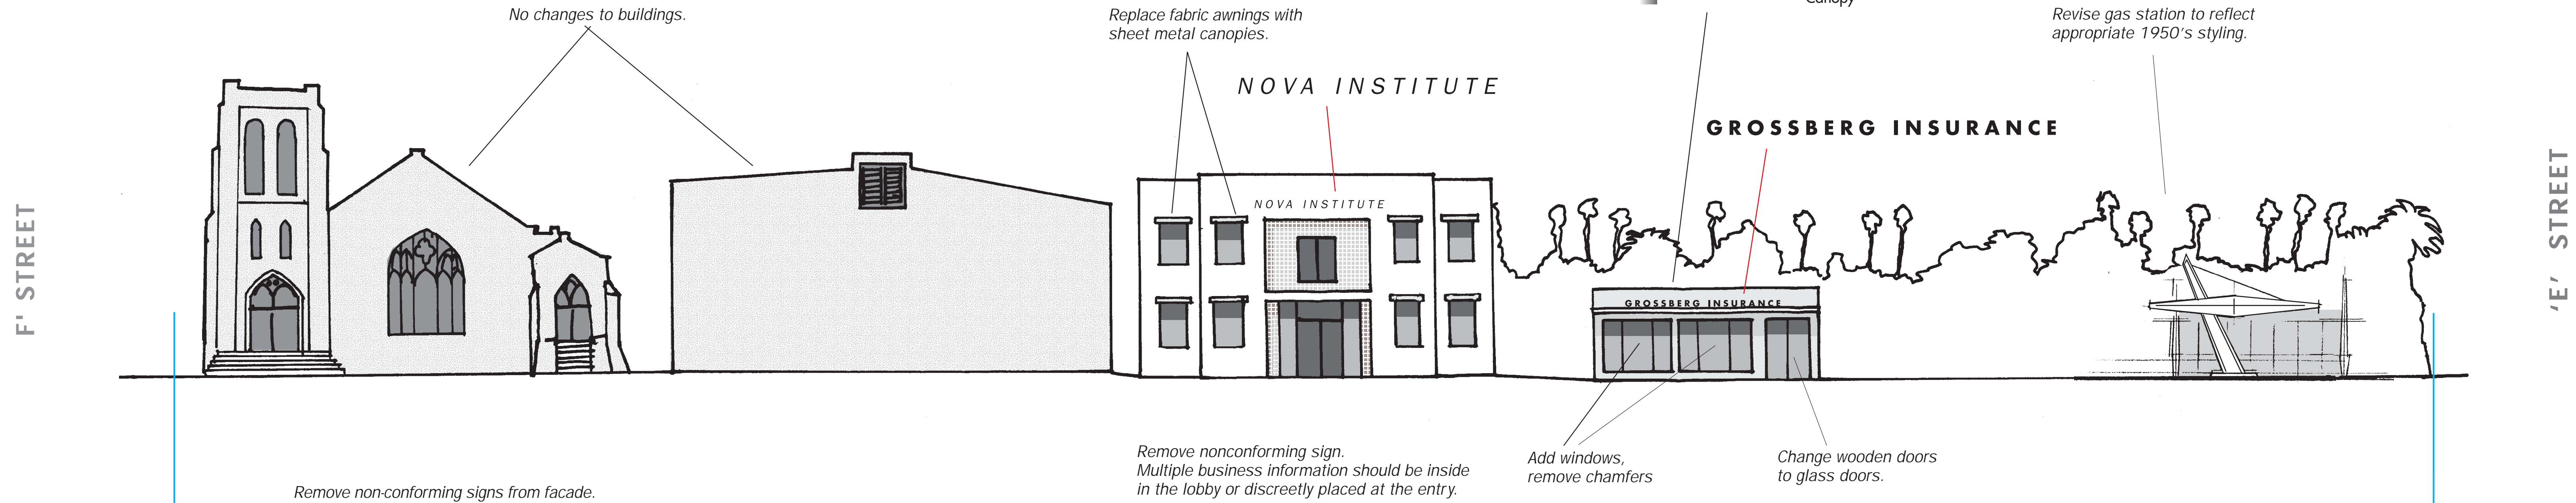 No changes to buildings.
Replace fabric awnings with
sheet metal canopies.
Canopy
Revise gas station to reflect
appropriate 1950's styling.
NOVA INSTITUTE
GROSSBERG INSURANCE
F' STREET
'E' STREET
NOVA INSTITUTE
GROSSBERG INSURANCE
Remove nonconforming sign.
Multiple business information should be inside
in the lobby or discreetly placed at the entry.
Add windows,
remove chamfers
Change wooden doors
to glass doors.
Remove non-conforming signs from facade.